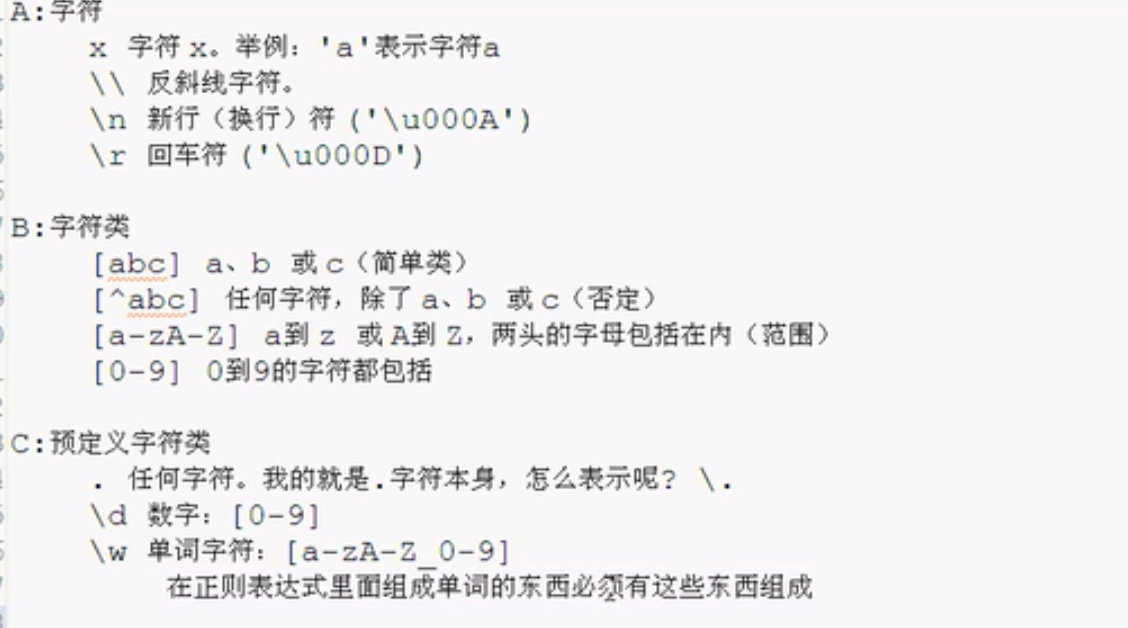 A:字符
x 字符 x。举例：'a'表示字符a
\\ 反斜线字符。
\n 新行（换行）符 ('\u000A')
\r 回车符 ('\u000D')
B:字符类
[abc] a、b 或 c（简单类）
[^abc] 任何字符，除了 a、b 或 c（否定）
[a-zA-Z] a到 z 或 A到 Z，两头的字母包括在内（范围）
[0-9] 0到9的字符都包括
C:预定义字符类
. 任何字符。我的就是.字符本身，怎么表示呢? \.
\d 数字：[0-9]
\w 单词字符：[a-zA-Z_0-9]
在正则表达式里面组成单词的东西必须有这些东西组成